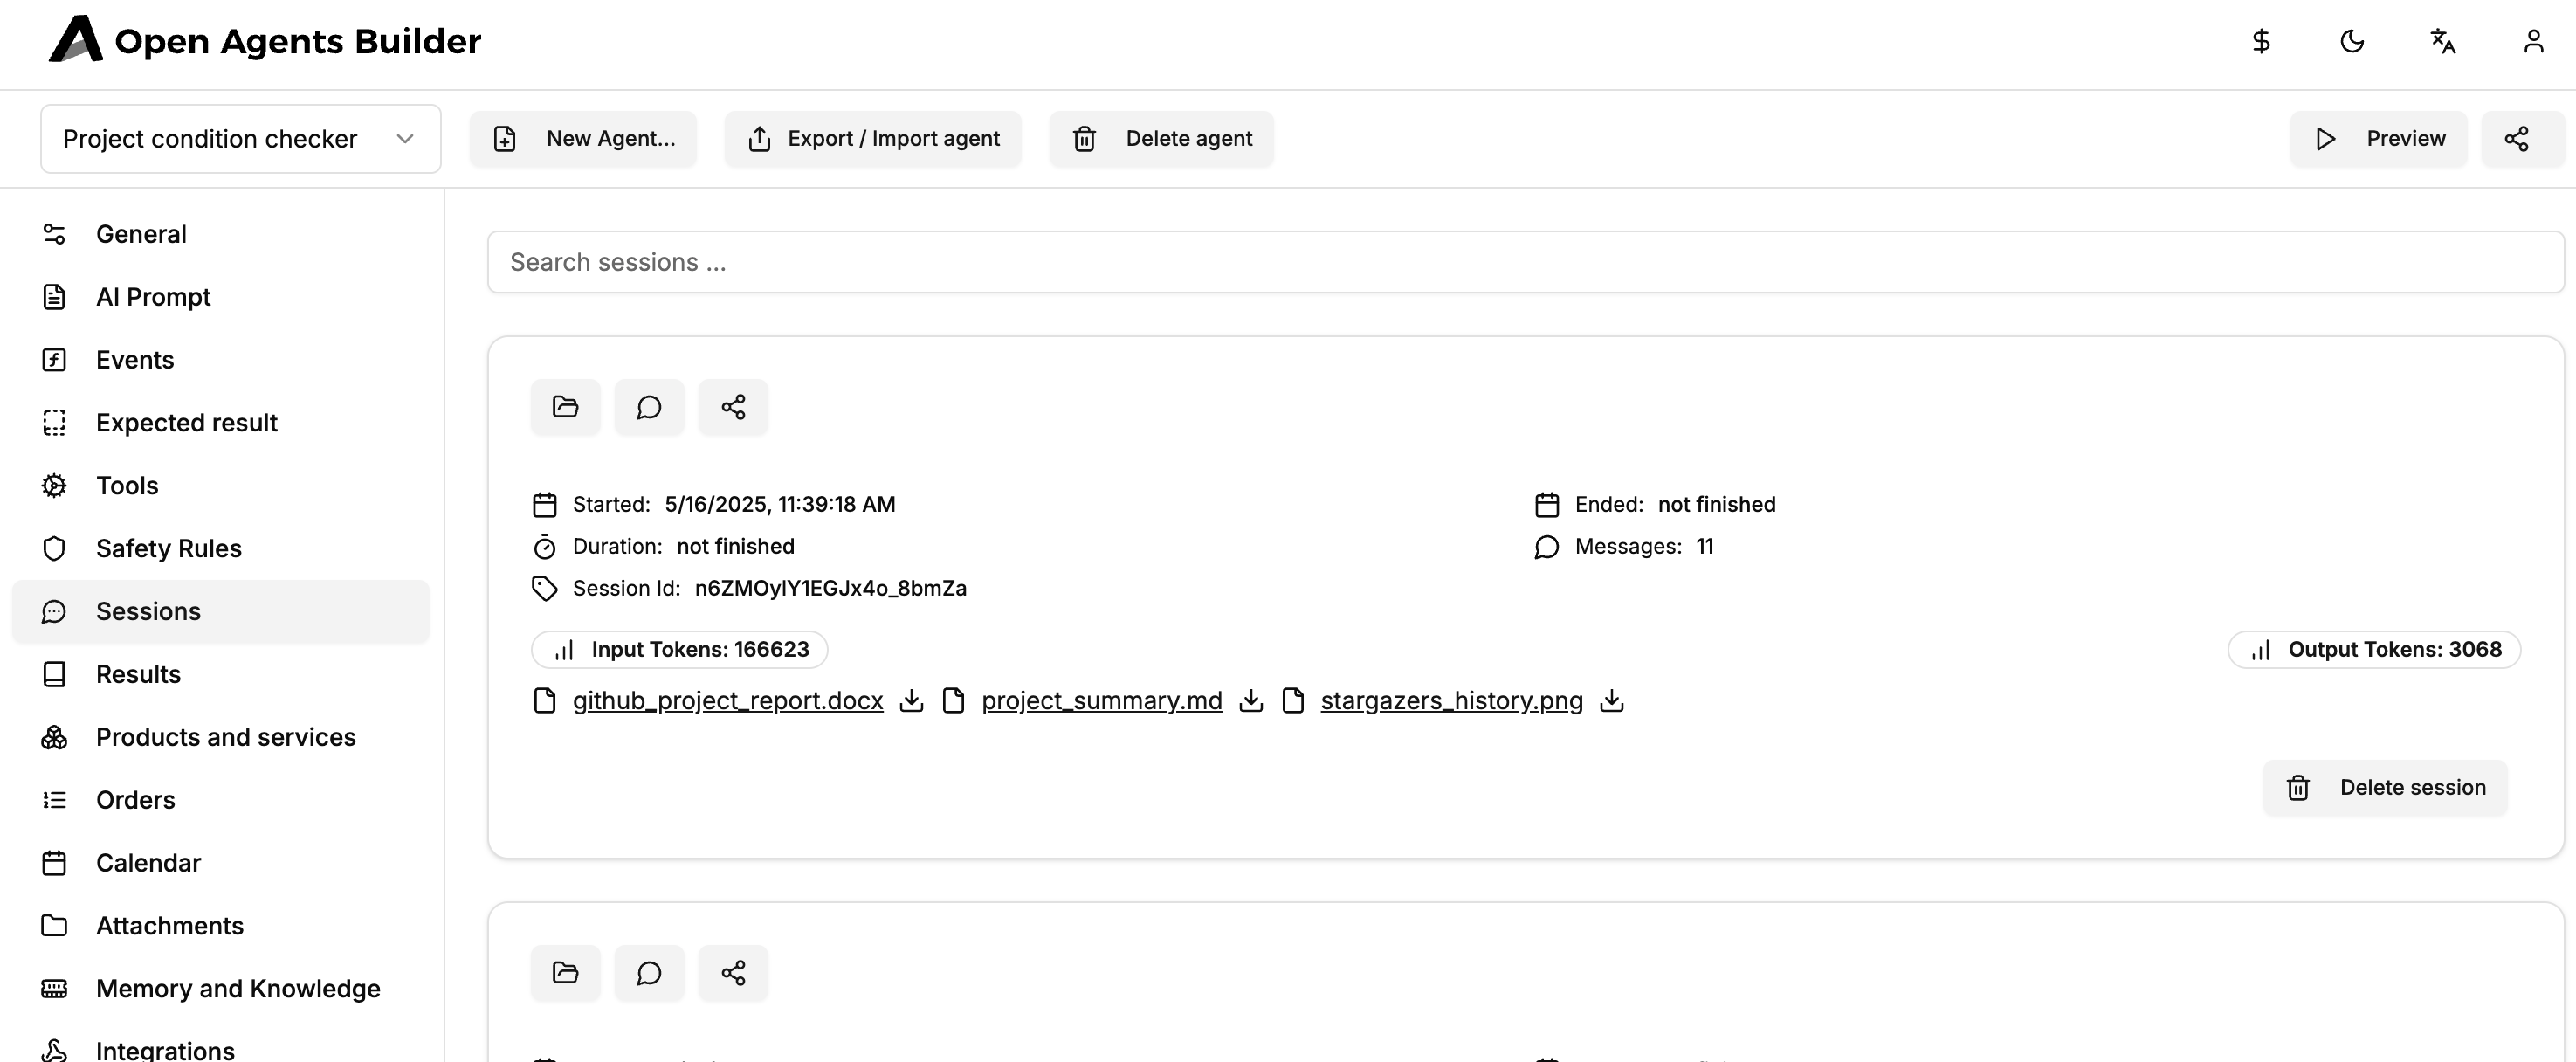 Open Agents Builder
Project condition checker
New Agent...
Export / Import agent
Delete agent
Preview
General
AI Prompt
Events
Expected result
Tools
Safety Rules
Sessions
Results
Products and services
Orders
Calendar
Attachments
Memory and Knowledge
Integrations
Search sessions ...
Started: 5/16/2025, 11:39:18 AM
Ended: not finished
Duration: not finished
Messages: 11
Session Id: n6ZMOyIY1EGJx4o_8bmZa
Input Tokens: 166623
Output Tokens: 3068
github_project_report.docx
project_summary.md
stargazers_history.png
Delete session